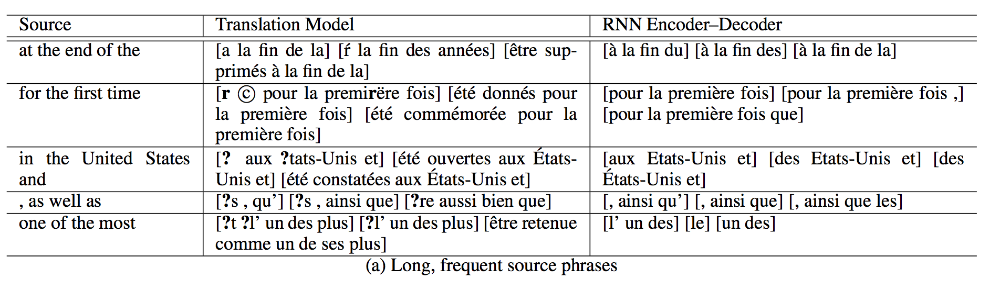 Source Translation Model RNN Encoder–Decoder
at the end of the [a la fin de la] [ŕ la fin des années] [être sup- [à la fin du] [à la fin des] [à la fin de la]
primés à la fin de la]
for the first time [r © pour la premirëre fois] [été donnés pour [pour la première fois] [pour la première fois ,]
la première fois] [été commémorée pour la [pour la première fois que]
première fois]
in the United States [? aux ?tats-Unis et] [été ouvertes aux États- [aux Etats-Unis et] [des Etats-Unis et] [des
and Unis et] [été constatées aux États-Unis et] États-Unis et]
, as well as [?s , qu’] [?s , ainsi que] [?re aussi bien que] [, ainsi qu’] [, ainsi que] [, ainsi que les]
one of the most [?t ?l’ un des plus] [?l’ un des plus] [être retenue [l’ un des] [le] [un des]
comme un de ses plus]
(a) Long, frequent source phrases